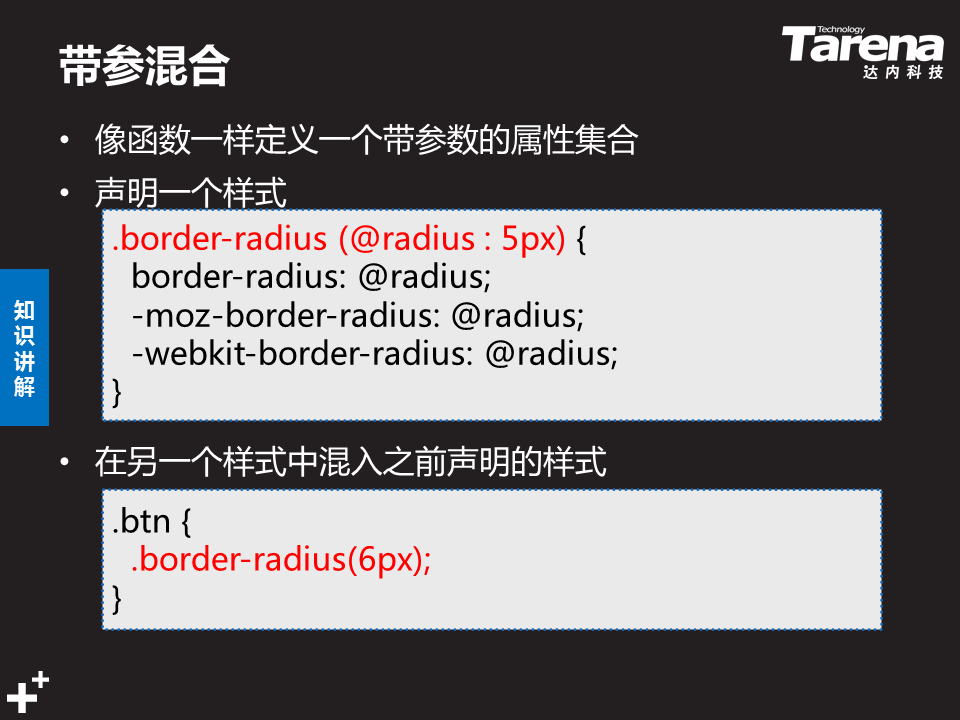 带参混合
Technology
Tarena
达内科技
• 像函数一样定义一个带参数的属性集合
• 声明一个样式
.border-radius (@radius : 5px) {
border-radius: @radius;
-moz-border-radius: @radius;
-webkit-border-radius: @radius;
}
知
识
讲
解
• 在另一个样式中混入之前声明的样式
.btn {
.border-radius(6px);
}